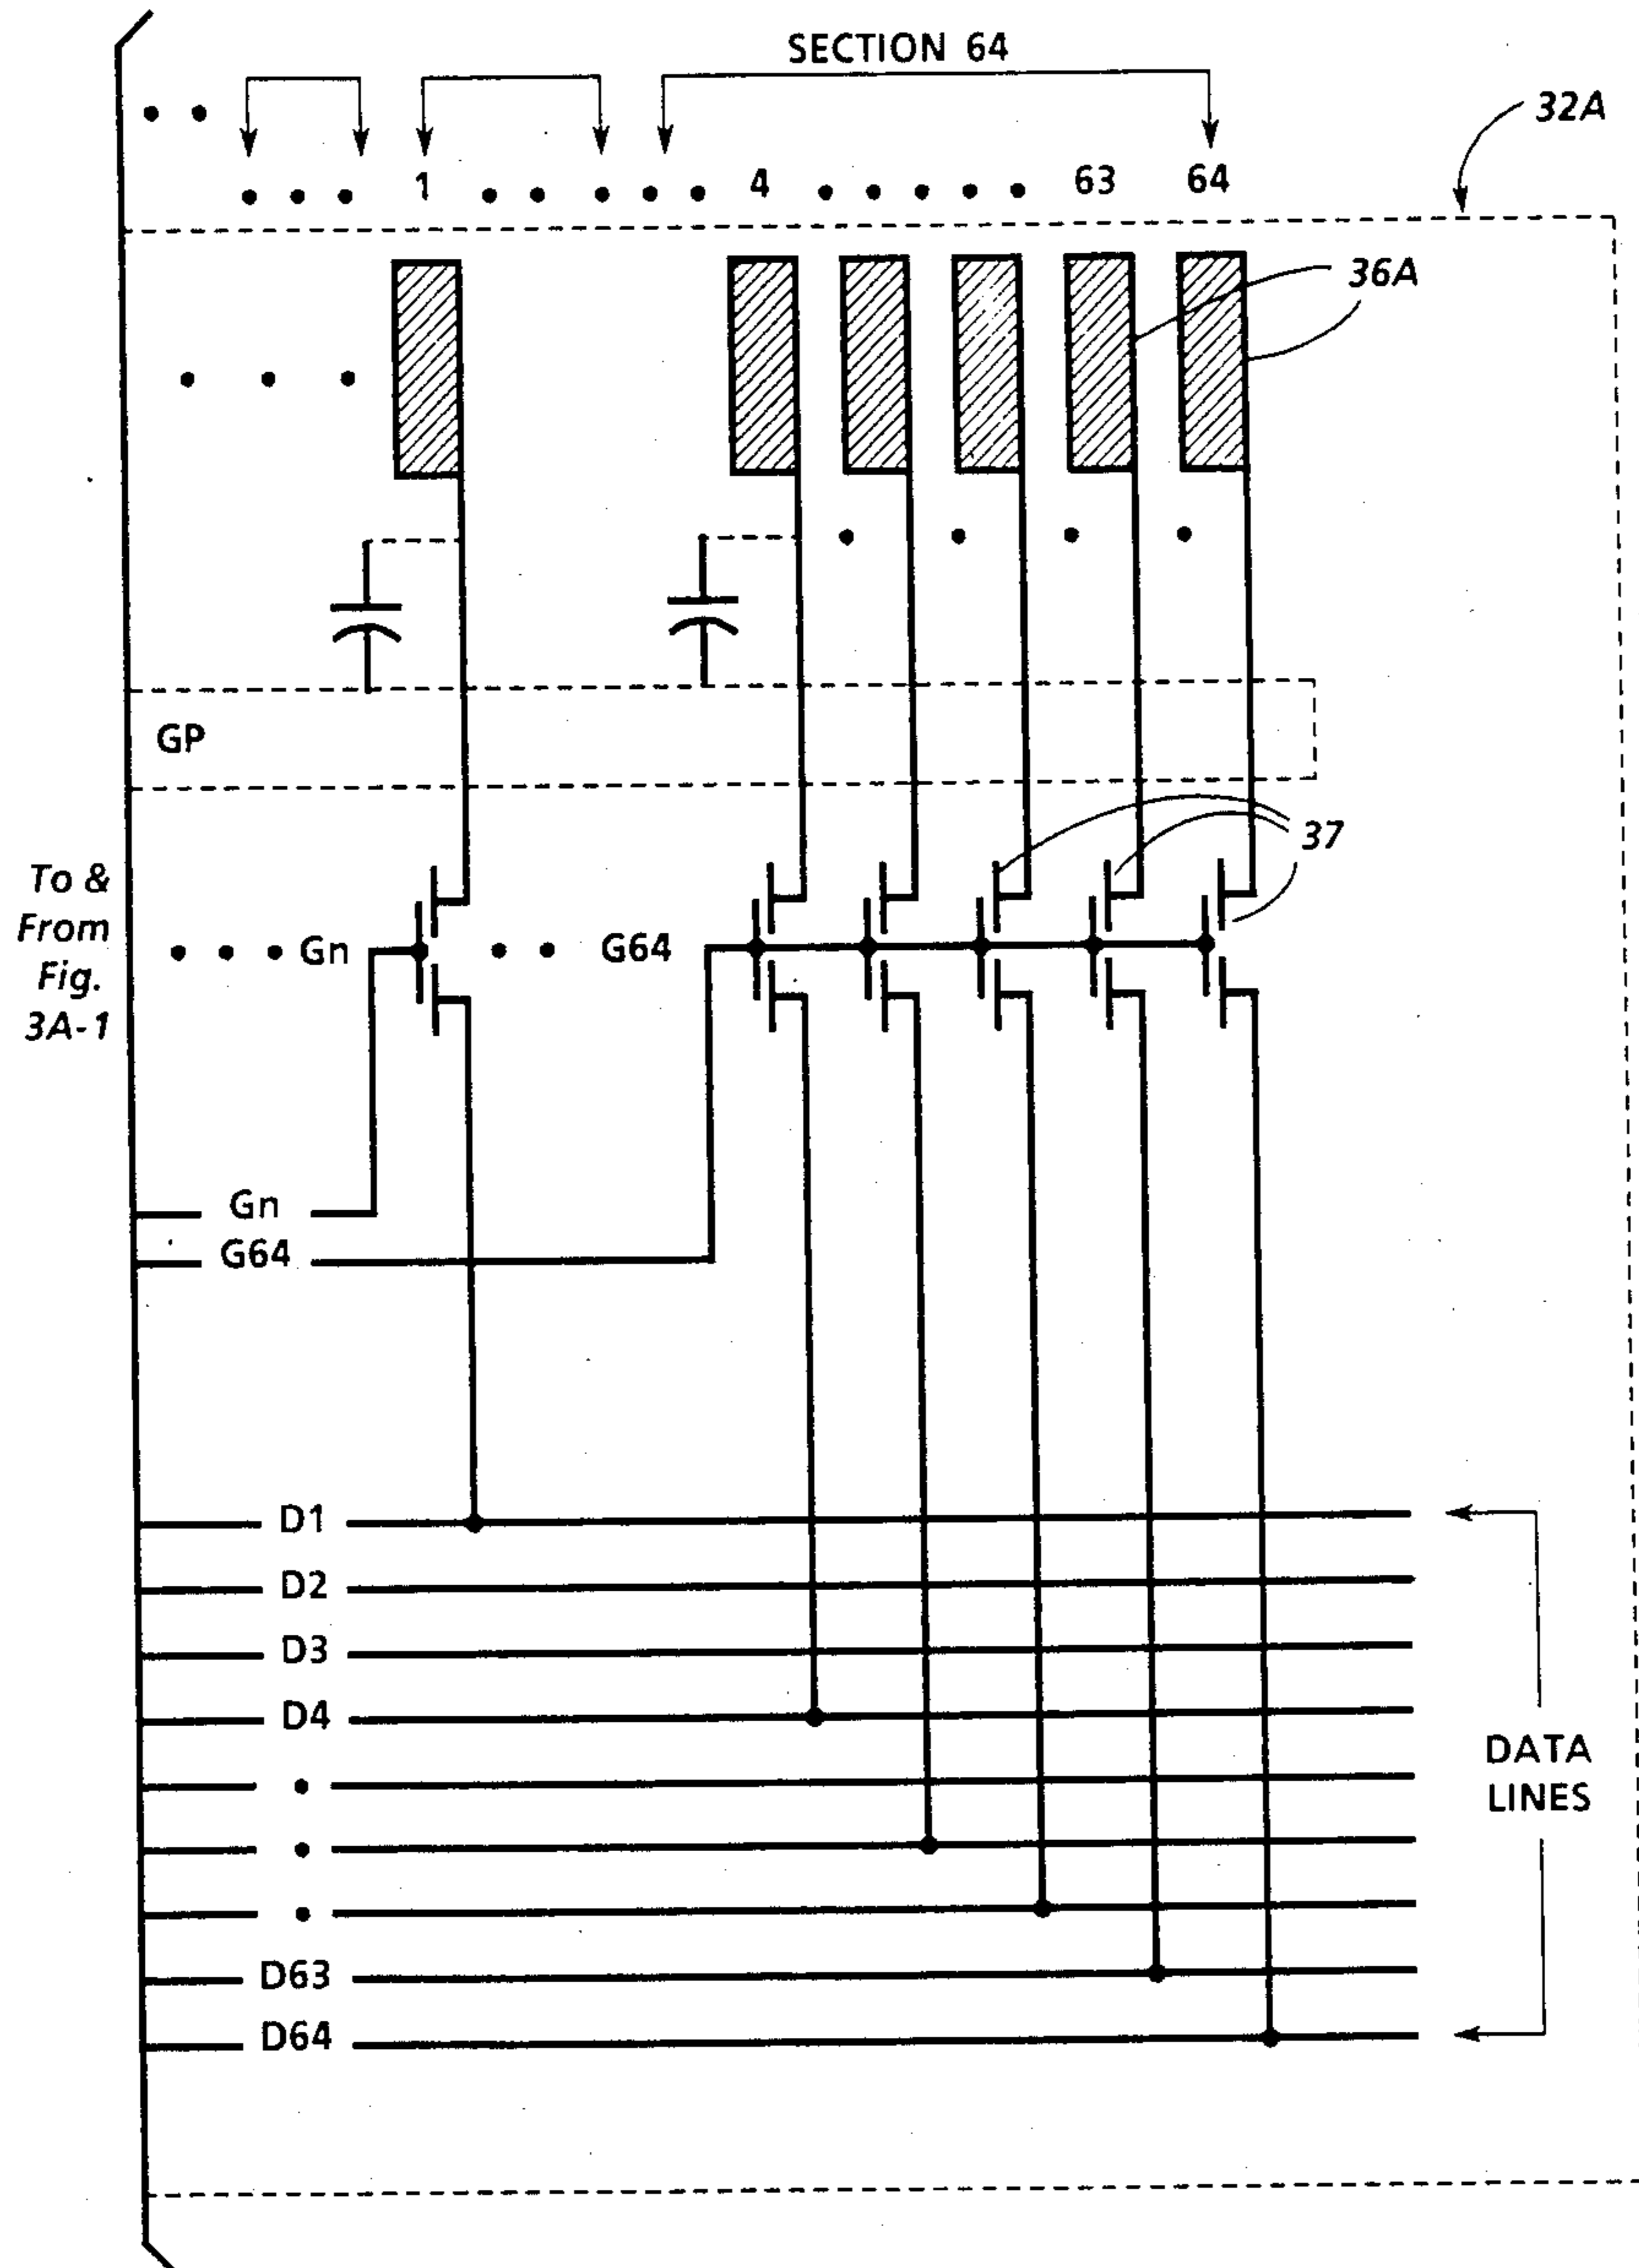 SECTION 64
32A
1 4 63 64
36A
GP
37
To &
From
Fig.
3A-1
Gn G64
Gn
G64
D1
D2
D3
D4
DATA
LINES
D63
D64